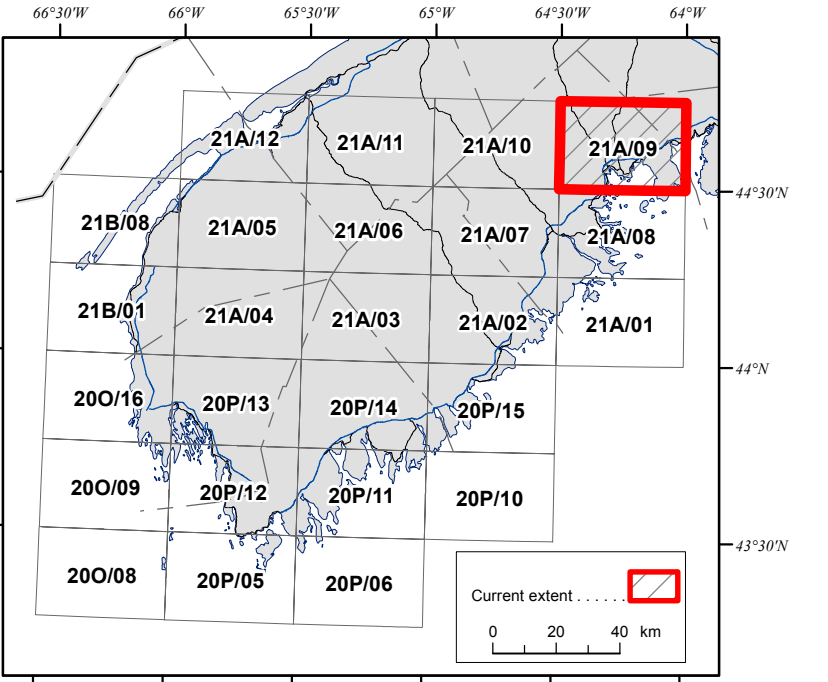 66°30'W 66°W 65°30'W 65°W 64°30'W 64°W
21A/12 21A/11 21A/10 21A/09
44°30'N
21B/08 21A/05 21A/06 21A/07 21A/08
21B/01 21A/04 21A/03 21A/02 21A/01
44°N
20O/16 20P/13 20P/14 20P/15
20O/09 20P/12 20P/11 20P/10
43°30'N
20O/08 20P/05 20P/06
Current extent . . . . . .
0 20 40 km